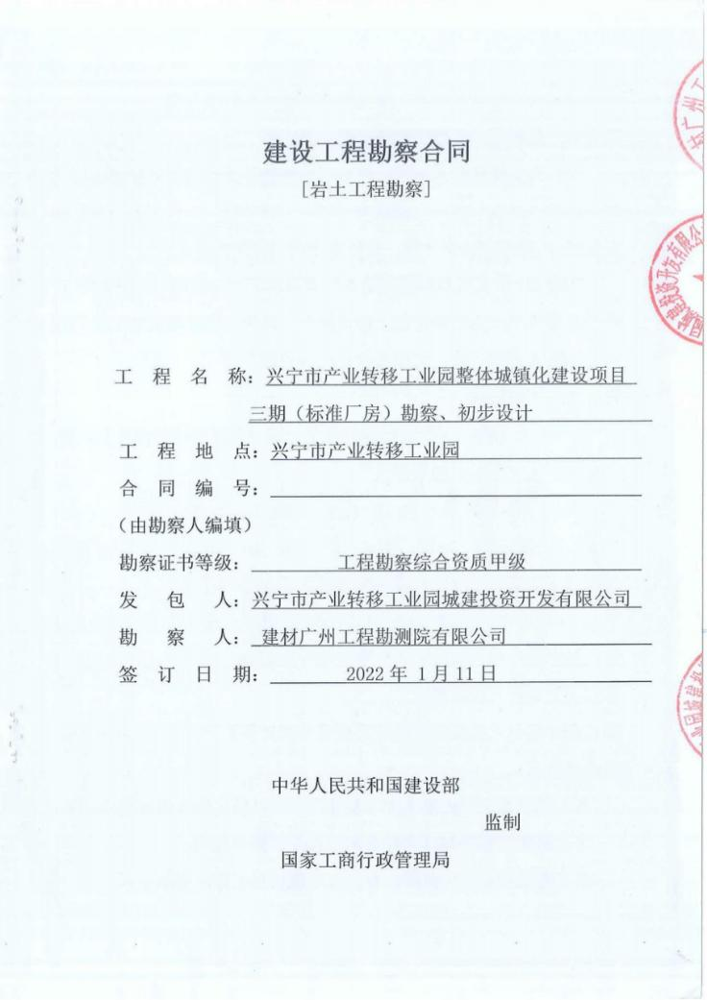 建设工程勘察合同
[岩土工程勘察]
工 程 名 称：兴宁市产业转移工业园整体城镇化建设项目
三期（标准厂房）勘察、初步设计
工 程 地 点：兴宁市产业转移工业园
合 同 编 号：
（由勘察人编填）
勘察证书等级：工程勘察综合资质甲级
发 包 人：兴宁市产业转移工业园城建投资开发有限公司
勘 察 人：建材广州工程勘测院有限公司
签 订 日 期：2022 年 1 月 11 日
中华人民共和国建设部
监制
国家工商行政管理局